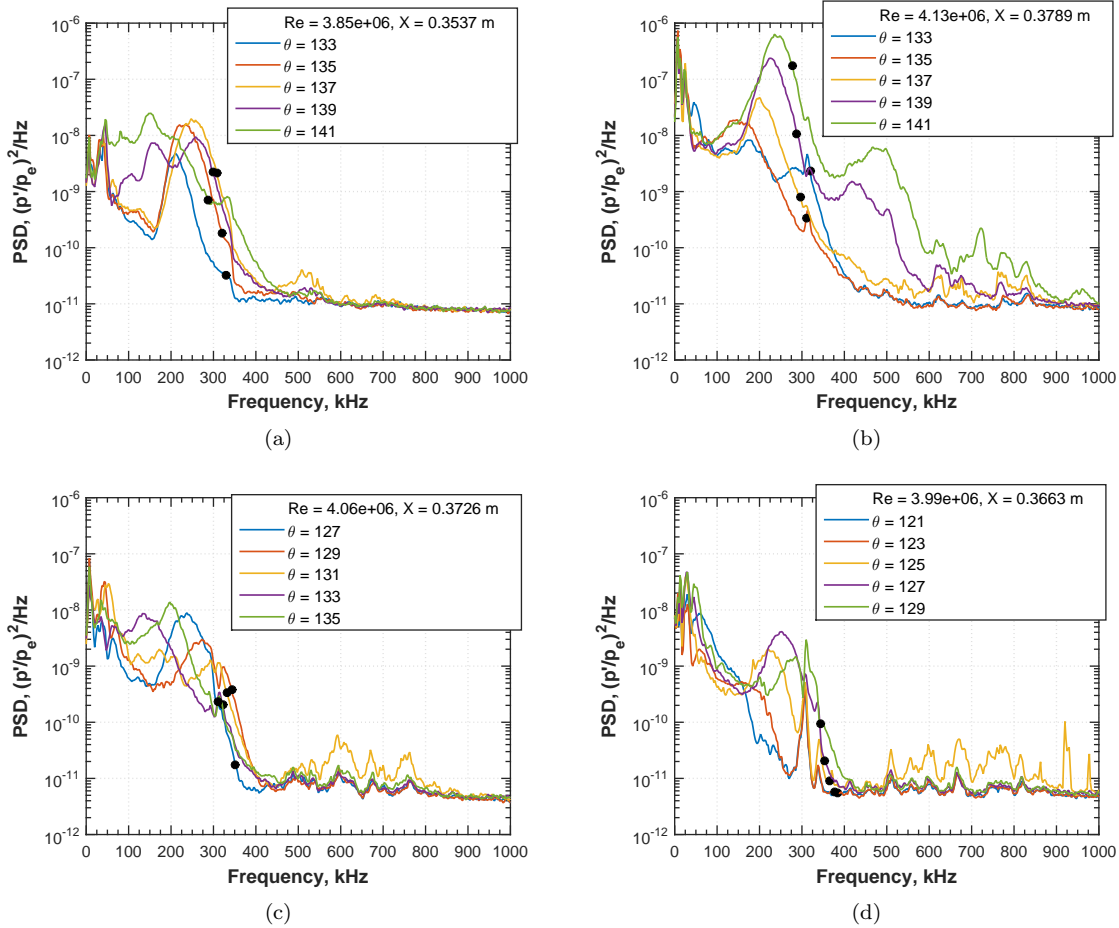 Re = 3.85e+06, X = 0.3537 m
θ = 133
θ = 135
θ = 137
θ = 139
θ = 141
10^-6
10^-7
10^-8
10^-9
10^-10
10^-11
10^-12
PSD, (p'/p_e)^2/Hz
0 100 200 300 400 500 600 700 800 900 1000
Frequency, kHz
(a)
Re = 4.13e+06, X = 0.3789 m
θ = 133
θ = 135
θ = 137
θ = 139
θ = 141
10^-6
10^-7
10^-8
10^-9
10^-10
10^-11
10^-12
PSD, (p'/p_e)^2/Hz
0 100 200 300 400 500 600 700 800 900 1000
Frequency, kHz
(b)
Re = 4.06e+06, X = 0.3726 m
θ = 127
θ = 129
θ = 131
θ = 133
θ = 135
10^-6
10^-7
10^-8
10^-9
10^-10
10^-11
10^-12
PSD, (p'/p_e)^2/Hz
0 100 200 300 400 500 600 700 800 900 1000
Frequency, kHz
(c)
Re = 3.99e+06, X = 0.3663 m
θ = 121
θ = 123
θ = 125
θ = 127
θ = 129
10^-6
10^-7
10^-8
10^-9
10^-10
10^-11
10^-12
PSD, (p'/p_e)^2/Hz
0 100 200 300 400 500 600 700 800 900 1000
Frequency, kHz
(d)